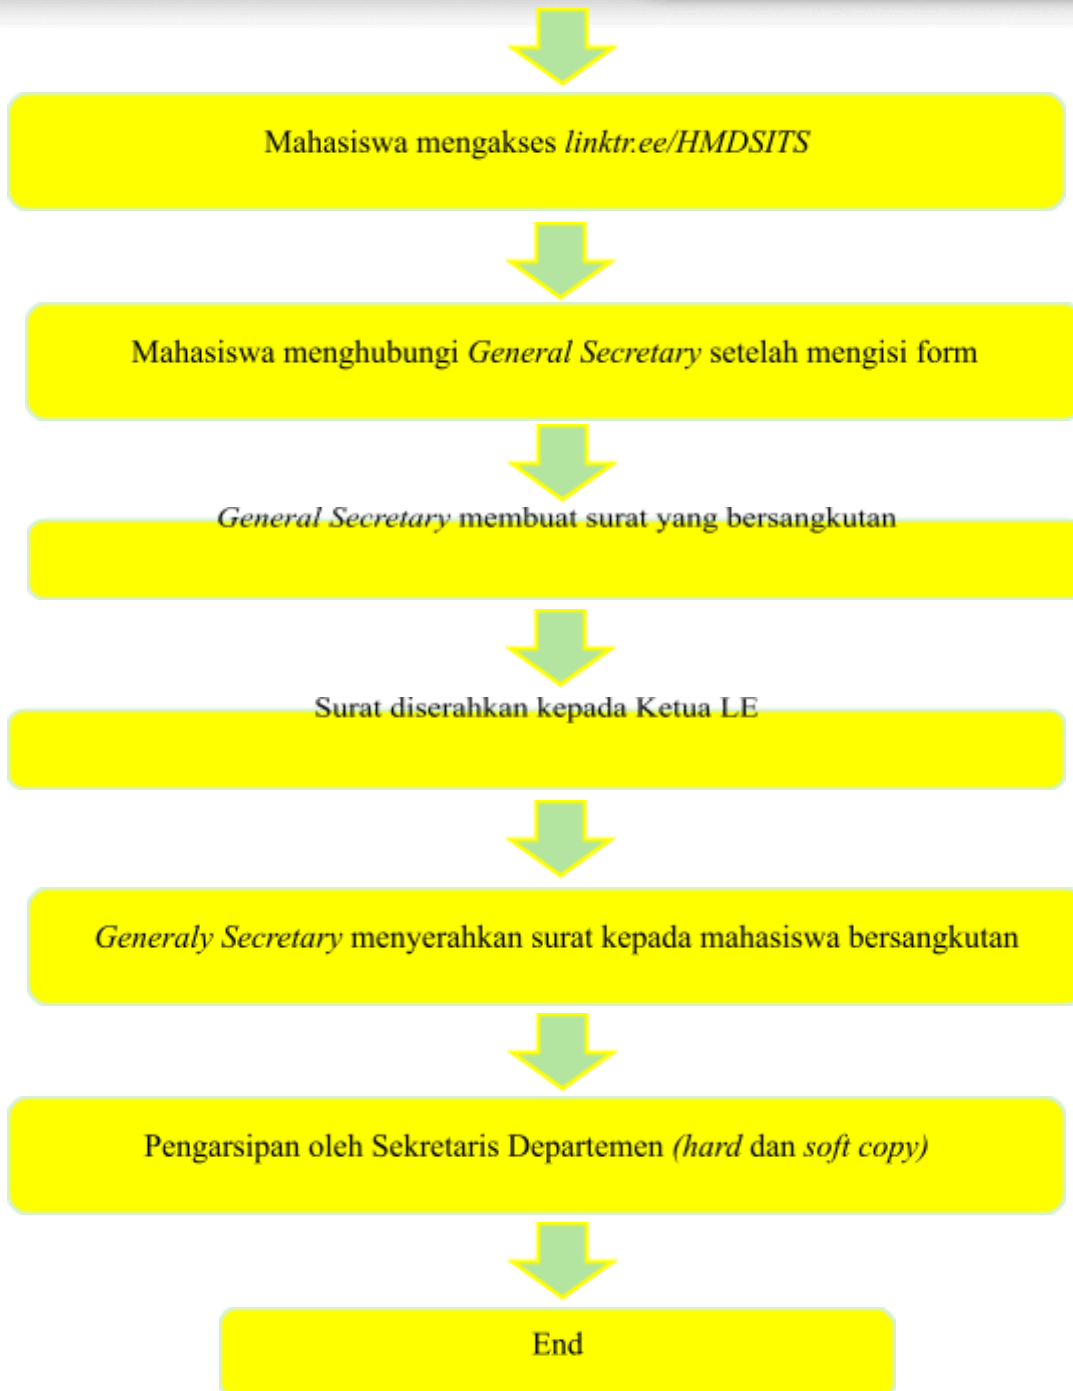 Mahasiswa mengakses linktr.ee/HMDSITS
Mahasiswa menghubungi General Secretary setelah mengisi form
General Secretary membuat surat yang bersangkutan
Surat diserahkan kepada Ketua LE
Generaly Secretary menyerahkan surat kepada mahasiswa bersangkutan
Pengarsipan oleh Sekretaris Departemen (hard dan soft copy)
End